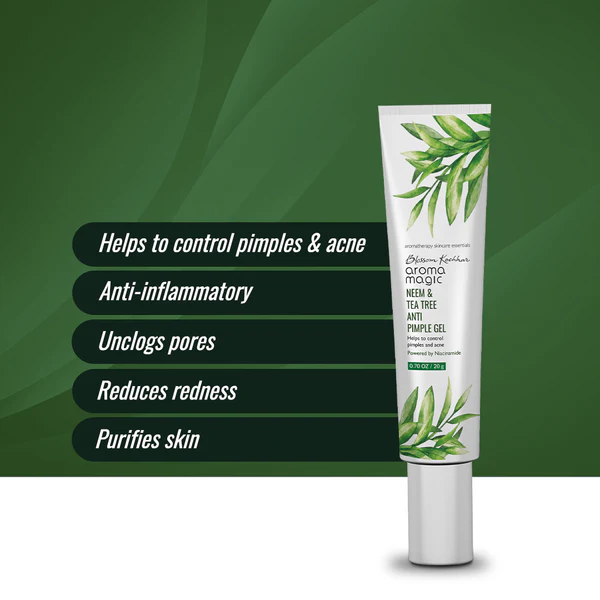 Helps to control pimples & acne
Anti-inflammatory
Unclogs pores
Reduces redness
Purifies skin
aromatherapy skincare essentials
Blossom Kochhar
aroma
magic
NEEM &
TEA TREE
ANTI
PIMPLE GEL
Helps to control
pimples and acne
Powered by Niacinamide
0.70 OZ / 20 g